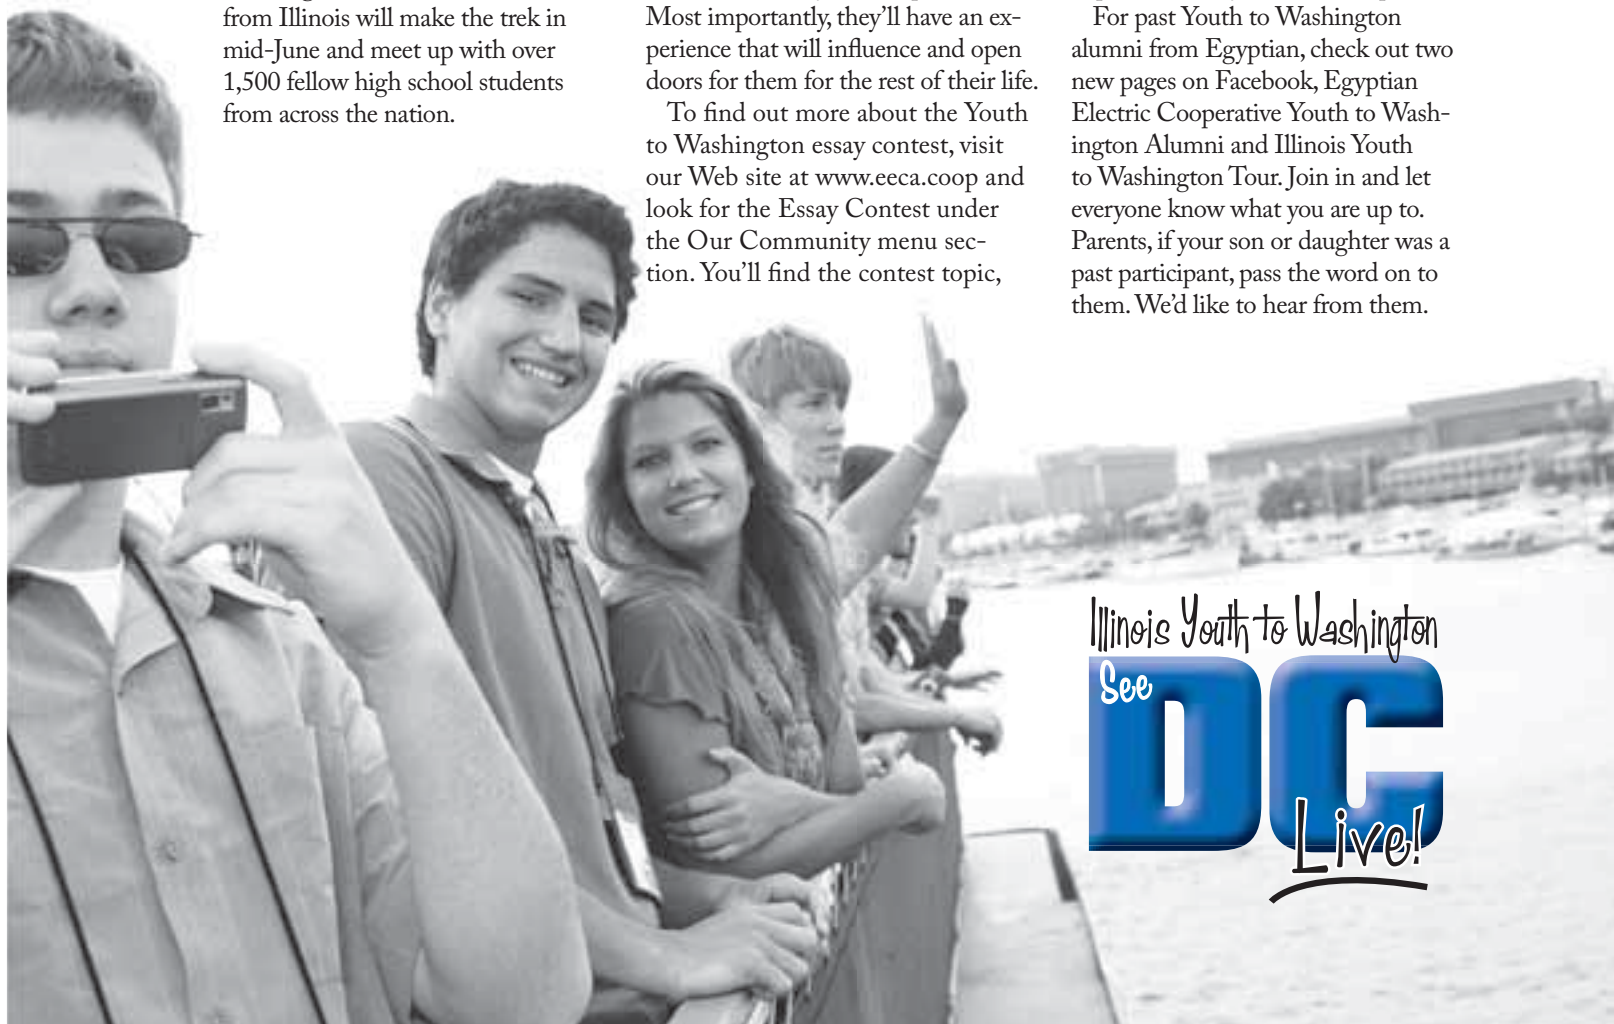 from Illinois will make the trek in
mid-June and meet up with over
1,500 fellow high school students
from across the nation.
Most importantly, they'll have an ex-
perience that will influence and open
doors for them for the rest of their life.
To find out more about the Youth
to Washington essay contest, visit
our Web site at www.eeca.coop and
look for the Essay Contest under
the Our Community menu sec-
tion. You'll find the contest topic,
For past Youth to Washington
alumni from Egyptian, check out two
new pages on Facebook, Egyptian
Electric Cooperative Youth to Wash-
ington Alumni and Illinois Youth
to Washington Tour. Join in and let
everyone know what you are up to.
Parents, if your son or daughter was a
past participant, pass the word on to
them. We'd like to hear from them.
Illinois Youth to Washington
See
DC
Live!